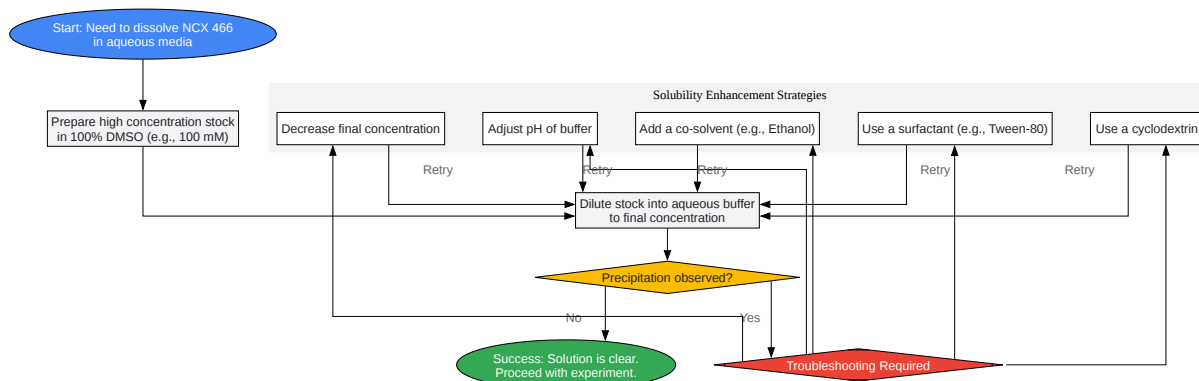 Start: Need to dissolve NCX 466
in aqueous media
Prepare high concentration stock
in 100% DMSO (e.g., 100 mM)
Solubility Enhancement Strategies
Decrease final concentration
Adjust pH of buffer
Add a co-solvent (e.g., Ethanol)
Use a surfactant (e.g., Tween-80)
Use a cyclodextrin
Retry
Retry
Retry
Retry
Retry
Dilute stock into aqueous buffer
to final concentration
Precipitation observed?
No
Yes
Success: Solution is clear.
Proceed with experiment.
Troubleshooting Required